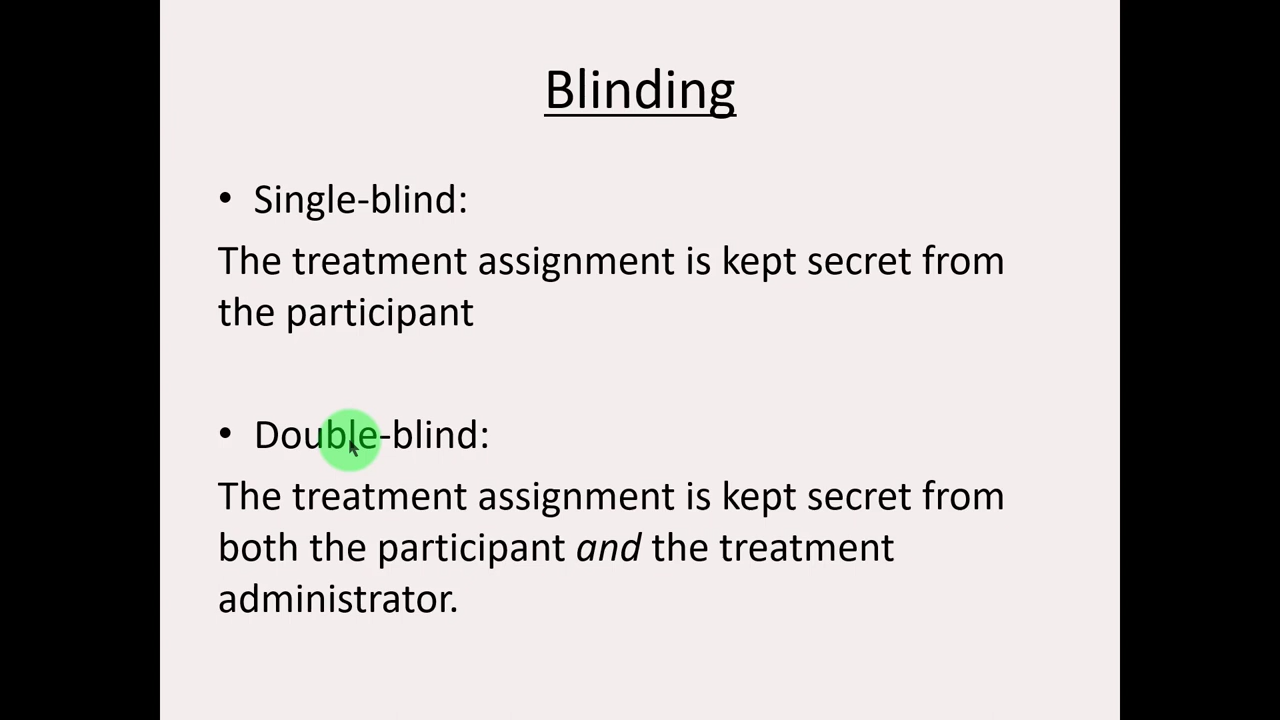 Blinding
• Single-blind:
The treatment assignment is kept secret from
the participant
• Double-blind:
The treatment assignment is kept secret from
both the participant and the treatment
administrator.